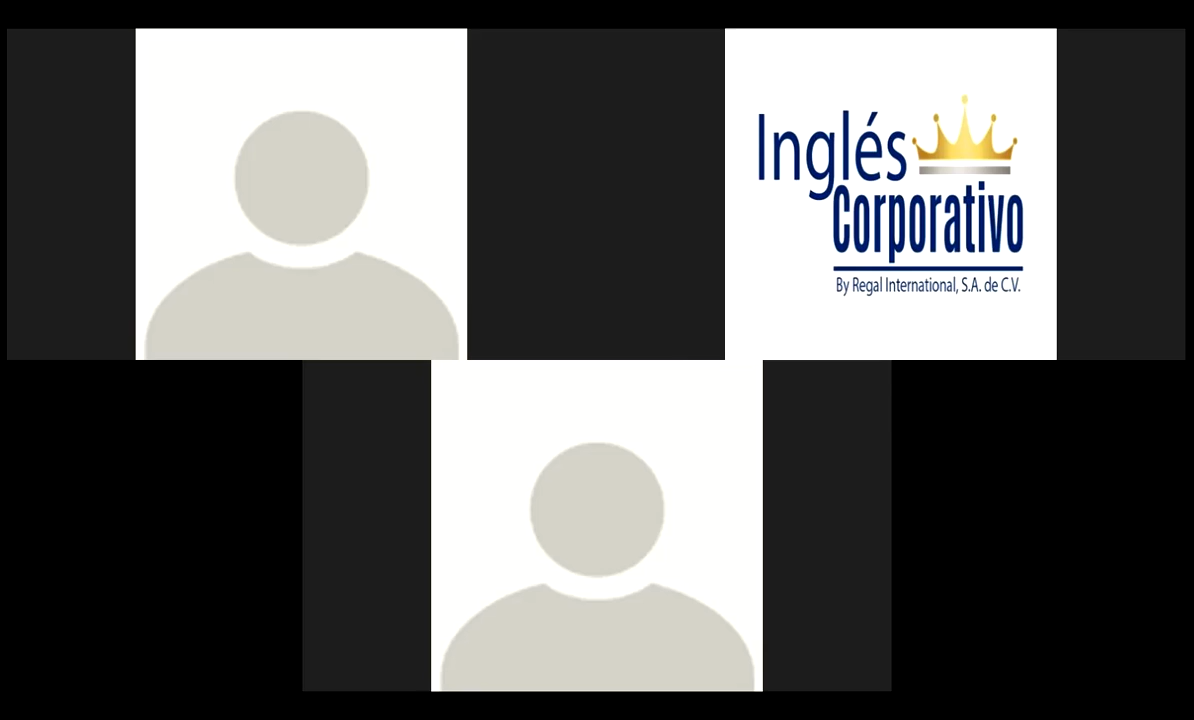 Inglés
Corporativo
By Regal International, S.A. de C.V.